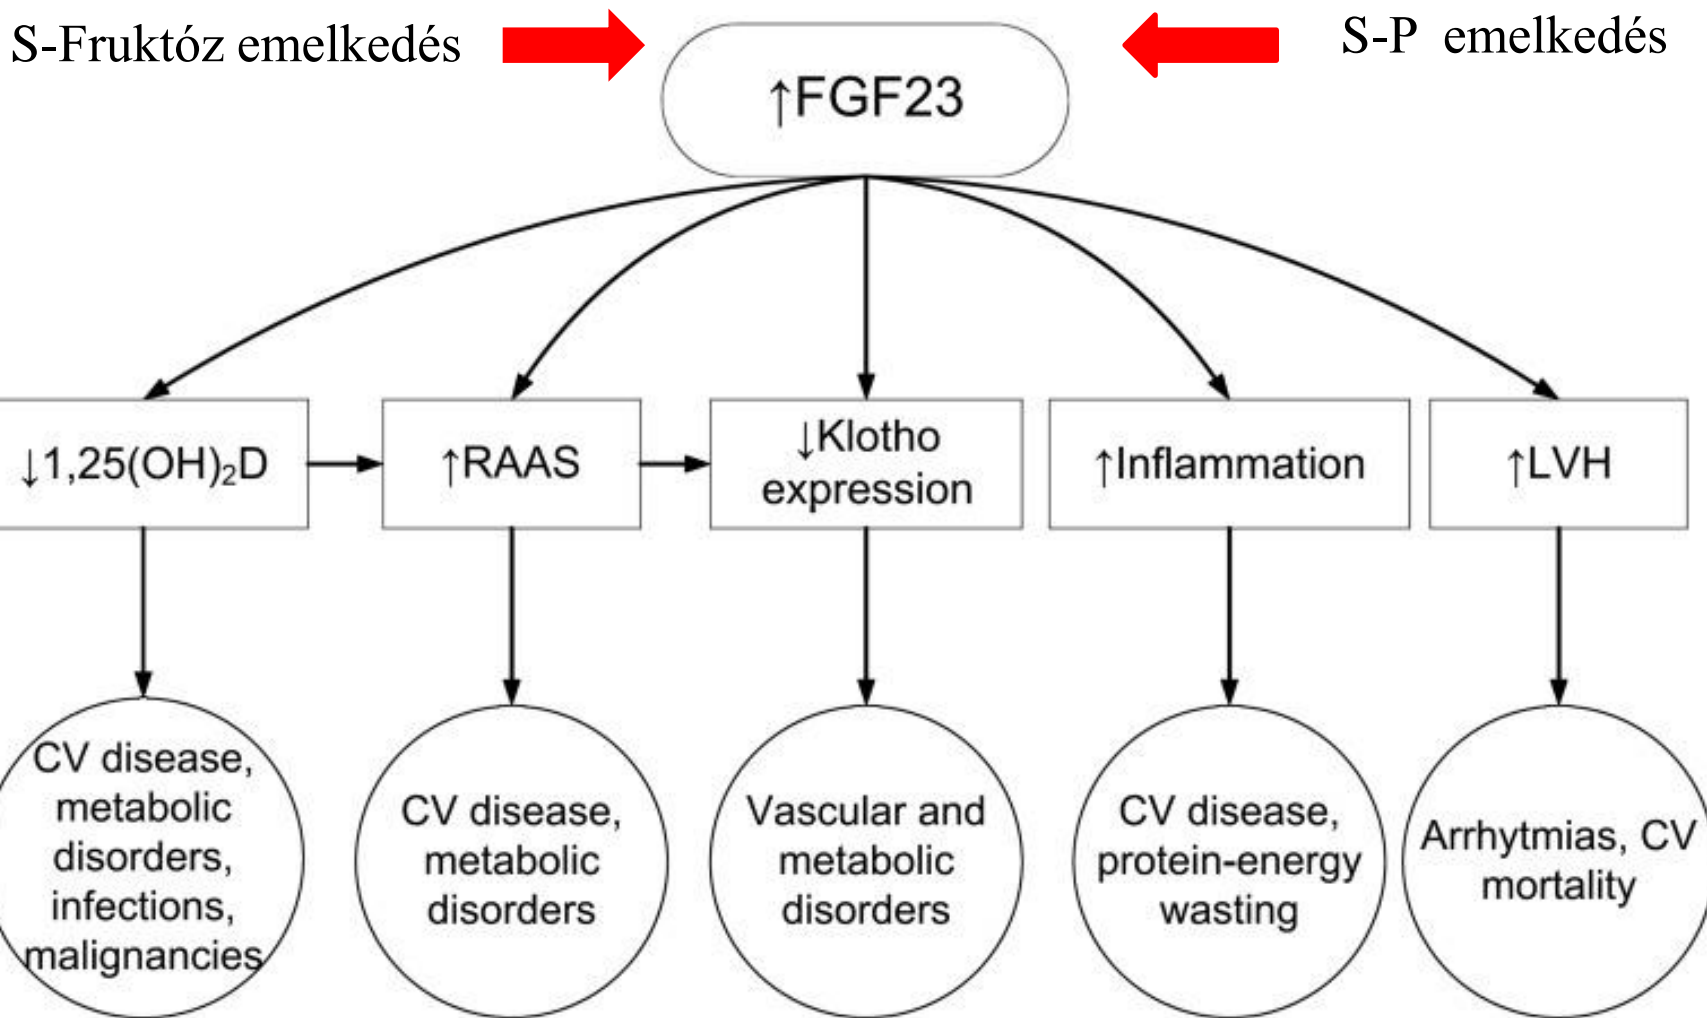 S-Fruktóz emelkedés
S-P emelkedés
↑FGF23
↓1,25(OH)₂D
↑RAAS
↓Klotho
expression
↑Inflammation
↑LVH
CV disease,
metabolic
disorders,
infections,
malignancies
CV disease,
metabolic
disorders
Vascular and
metabolic
disorders
CV disease,
protein-energy
wasting
Arrhytmias, CV
mortality